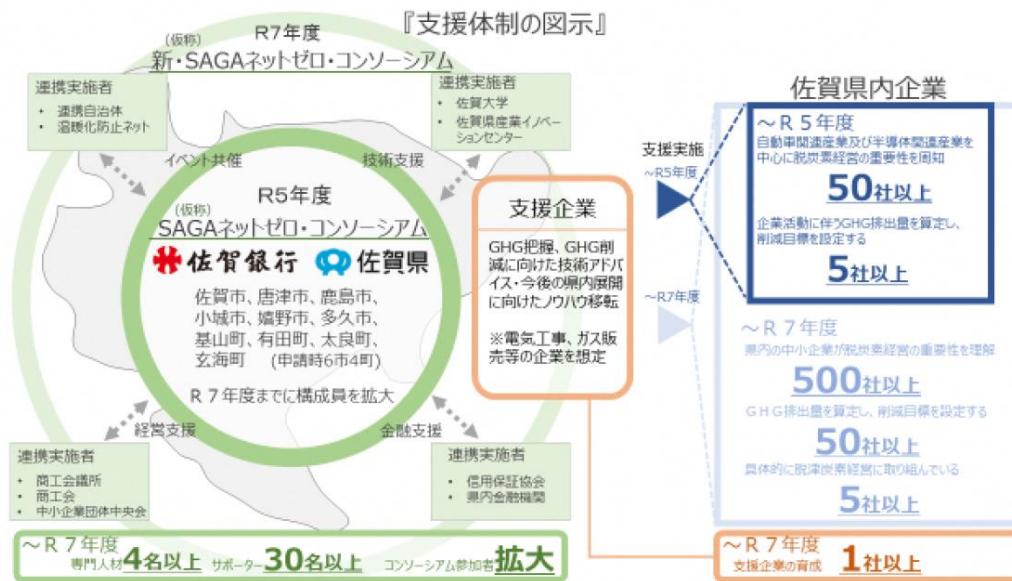 『支援体制の図示』
R7年度
(仮称)
新・SAGAネットゼロ・コンソーシアム
連携実施者
• 連携自治体
• 温暖化防止ネット
イベント共催
連携実施者
• 佐賀大学
• 佐賀県産業イノベー
ションセンター
技術支援
R5年度
(仮称)
SAGAネットゼロ・コンソーシアム
佐賀銀行
佐賀県
佐賀市、唐津市、鹿島市、
小城市、嬉野市、多久市、
基山町、有田町、太良町、
玄海町 (申請時6市4町)
R7年度までに構成員を拡大
経営支援
連携実施者
• 商工会議所
• 商工会
• 中小企業団体中央会
金融支援
連携実施者
• 信用保証協会
• 県内金融機関
～R7年度
専門人材4名以上 サポーター30名以上 コンソーシアム参加者拡大
支援企業
GHG把握、GHG削
減に向けた技術アドバ
イス・今後の県内展開
に向けたノウハウ移転
※電気工事、ガス販
売等の企業を想定
支援実施
～R5年度
～R7年度
佐賀県内企業
～R5年度
自動車関連産業及び半導体関連産業を
中心に脱炭素経営の重要性を周知
50社以上
企業活動に伴うGHG排出量を算定し、
削減目標を設定する
5社以上
～R7年度
県内の中小企業が脱炭素経営の重要性を理解
500社以上
GHG排出量を算定し、削減目標を設定する
50社以上
具体的に脱津炭素経営に取り組んでいる
5社以上
～R7年度
支援企業の育成 1社以上